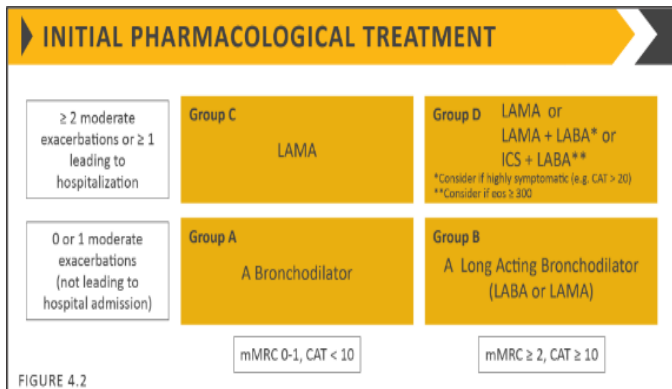 INITIAL PHARMACOLOGICAL TREATMENT
≥ 2 moderate
exacerbations or ≥ 1
leading to
hospitalization
Group C
LAMA
Group D
LAMA or
LAMA + LABA* or
ICS + LABA**
*Consider if highly symptomatic (e.g. CAT > 20)
**Consider if eos ≥ 300
0 or 1 moderate
exacerbations
(not leading to
hospital admission)
Group A
A Bronchodilator
Group B
A Long Acting Bronchodilator
(LABA or LAMA)
mMRC 0-1, CAT < 10
mMRC ≥ 2, CAT ≥ 10
FIGURE 4.2